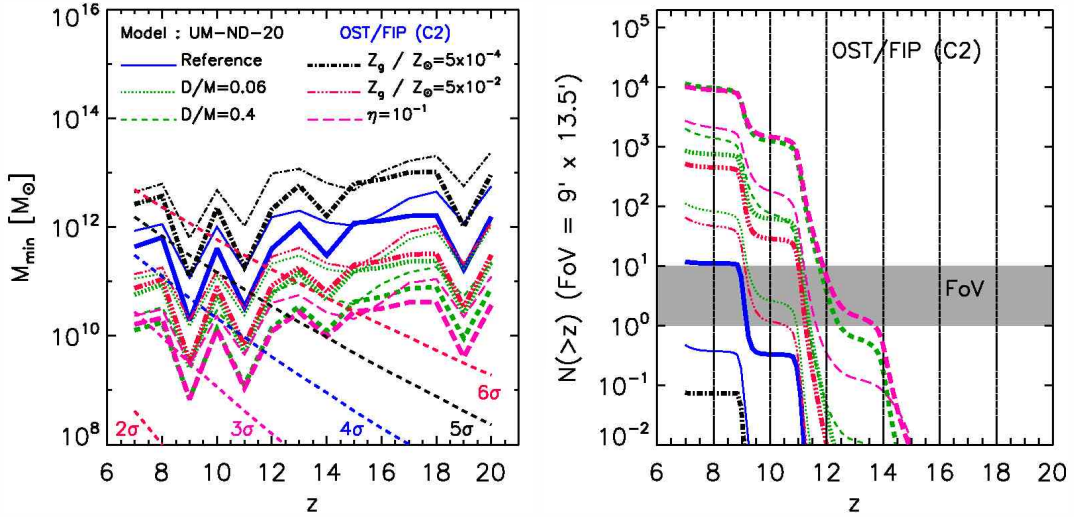 Model : UM-ND-20 OST/FIP (C2)
Reference Z_g / Z_⊙=5x10^-4
D/M=0.06 Z_g / Z_⊙=5x10^-2
D/M=0.4 η=10^-1
10^16
10^14
10^12
10^10
10^8
M_min [M_⊙]
2σ 3σ 4σ 5σ 6σ
6 8 10 12 14 16 18 20
z
OST/FIP (C2)
10^5
10^4
10^3
10^2
10^1
10^0
10^-1
10^-2
N(>z) (FoV = 9' x 13.5')
FoV
6 8 10 12 14 16 18 20
z